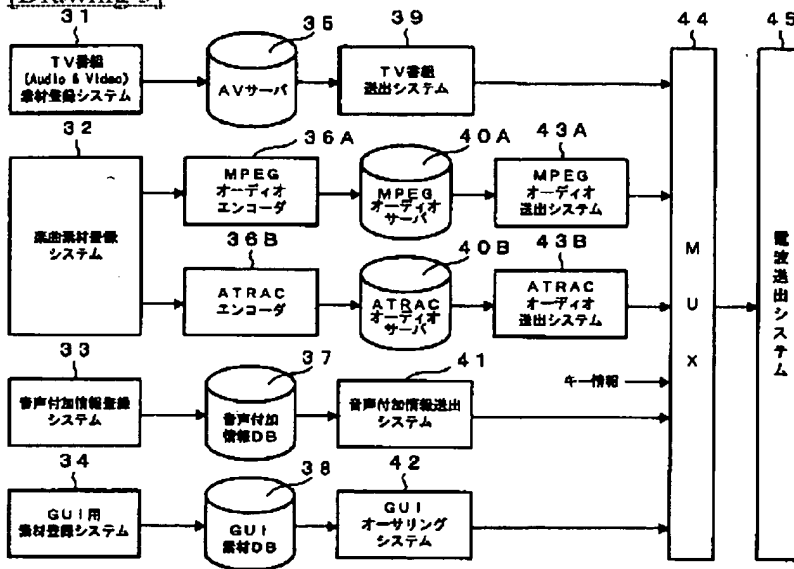 [Drawing 5]
31
TV番組
(Audio & Video)
素材登録システム
35
AVサーバ
39
TV番組
送出システム
44
MUX
45
電波送出システム
32
楽曲素材登録
システム
36A
MPEG
オーディオ
エンコーダ
40A
MPEG
オーディオ
サーバ
43A
MPEG
オーディオ
送出システム
36B
ATRAC
エンコーダ
40B
ATRAC
オーディオ
サーバ
43B
ATRAC
オーディオ
送出システム
キー情報
33
音声付加情報登録
システム
37
音声付加
情報DB
41
音声付加情報送出
システム
34
GUI用
素材登録システム
38
GUI
素材DB
42
GUI
オーサリング
システム